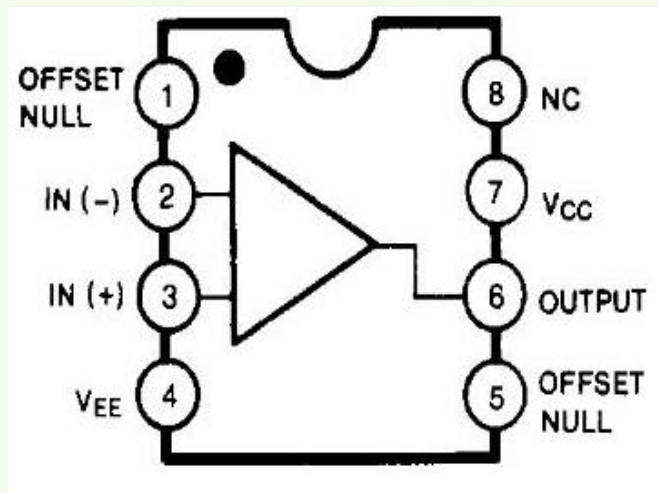 OFFSET
NULL
1
8
NC
IN (-)
2
7
VCC
IN (+)
3
6
OUTPUT
VEE
4
5
OFFSET
NULL